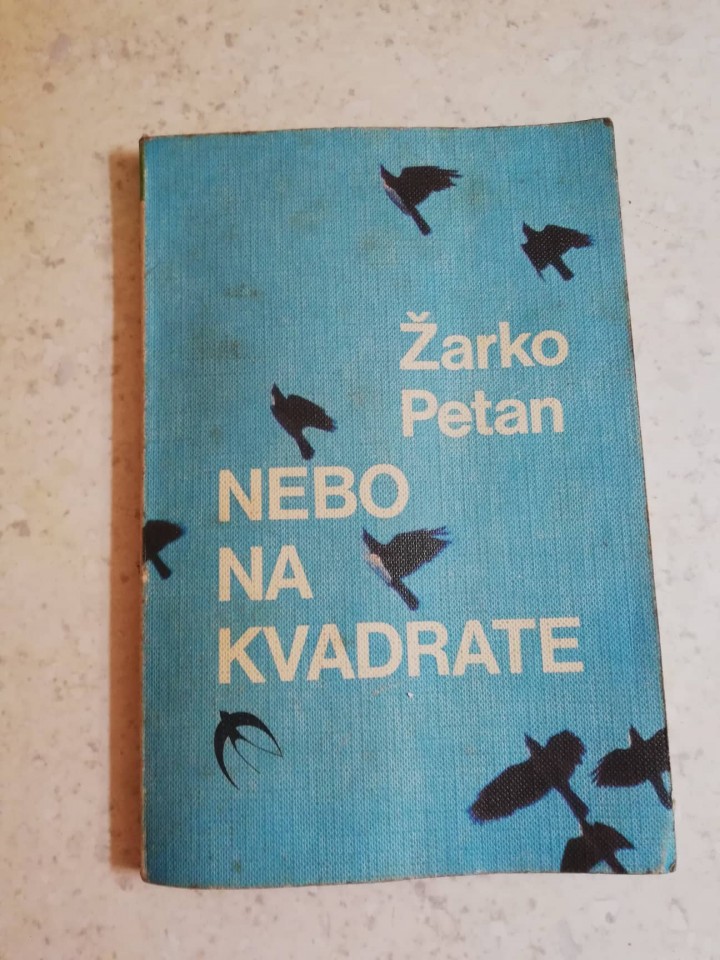 Žarko
Petan
NEBO
NA
KVADRATE